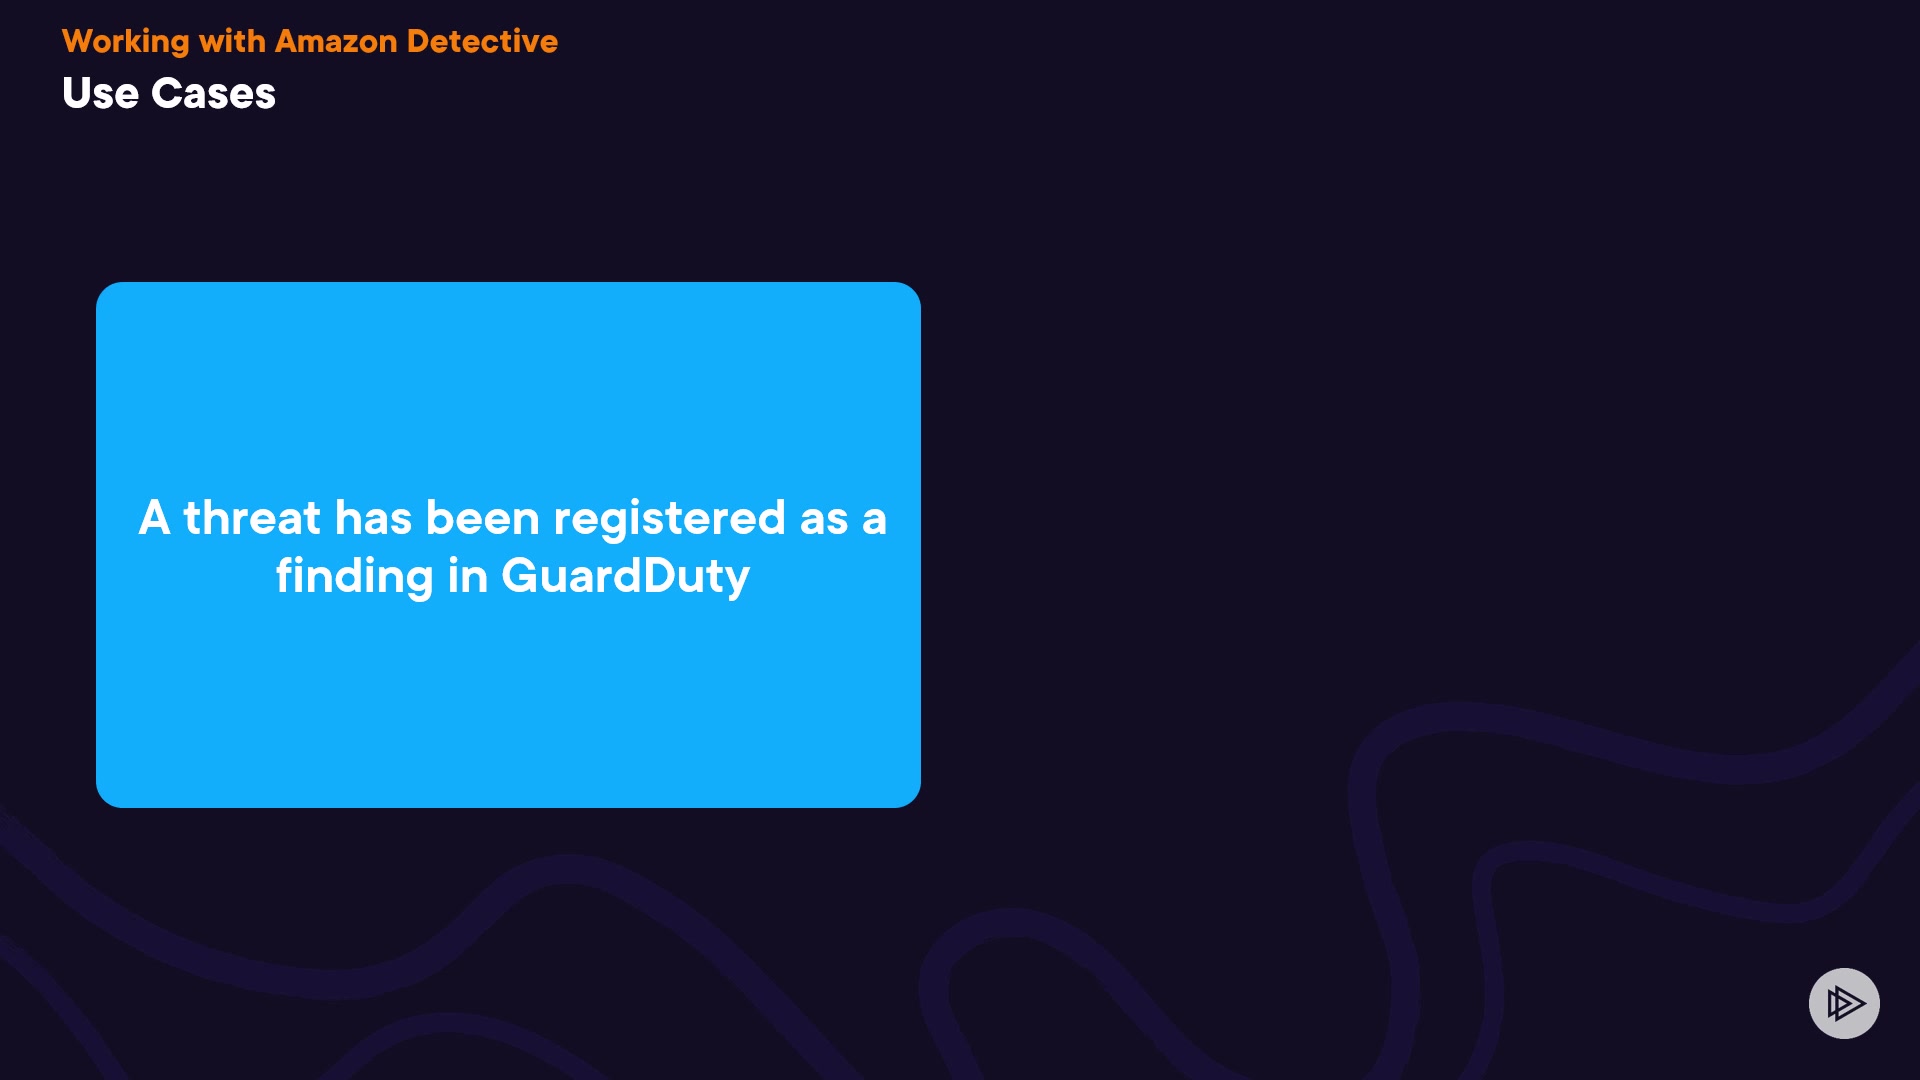 Working with Amazon Detective
Use Cases
A threat has been registered as a
finding in GuardDuty